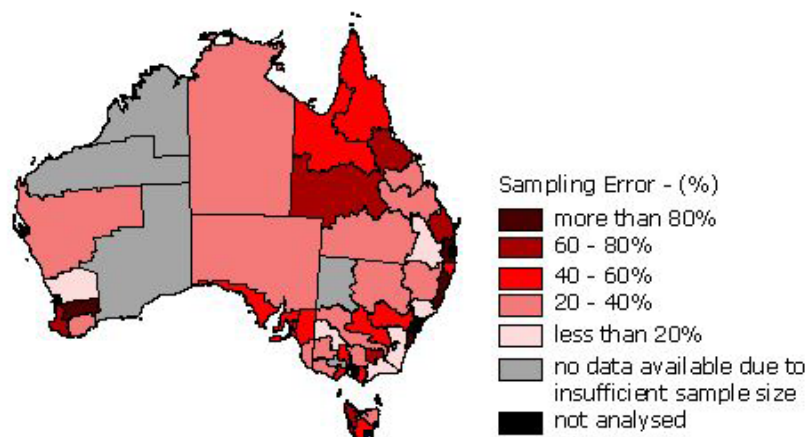 Sampling Error - (%)
more than 80%
60 - 80%
40 - 60%
20 - 40%
less than 20%
no data available due to
insufficient sample size
not analysed